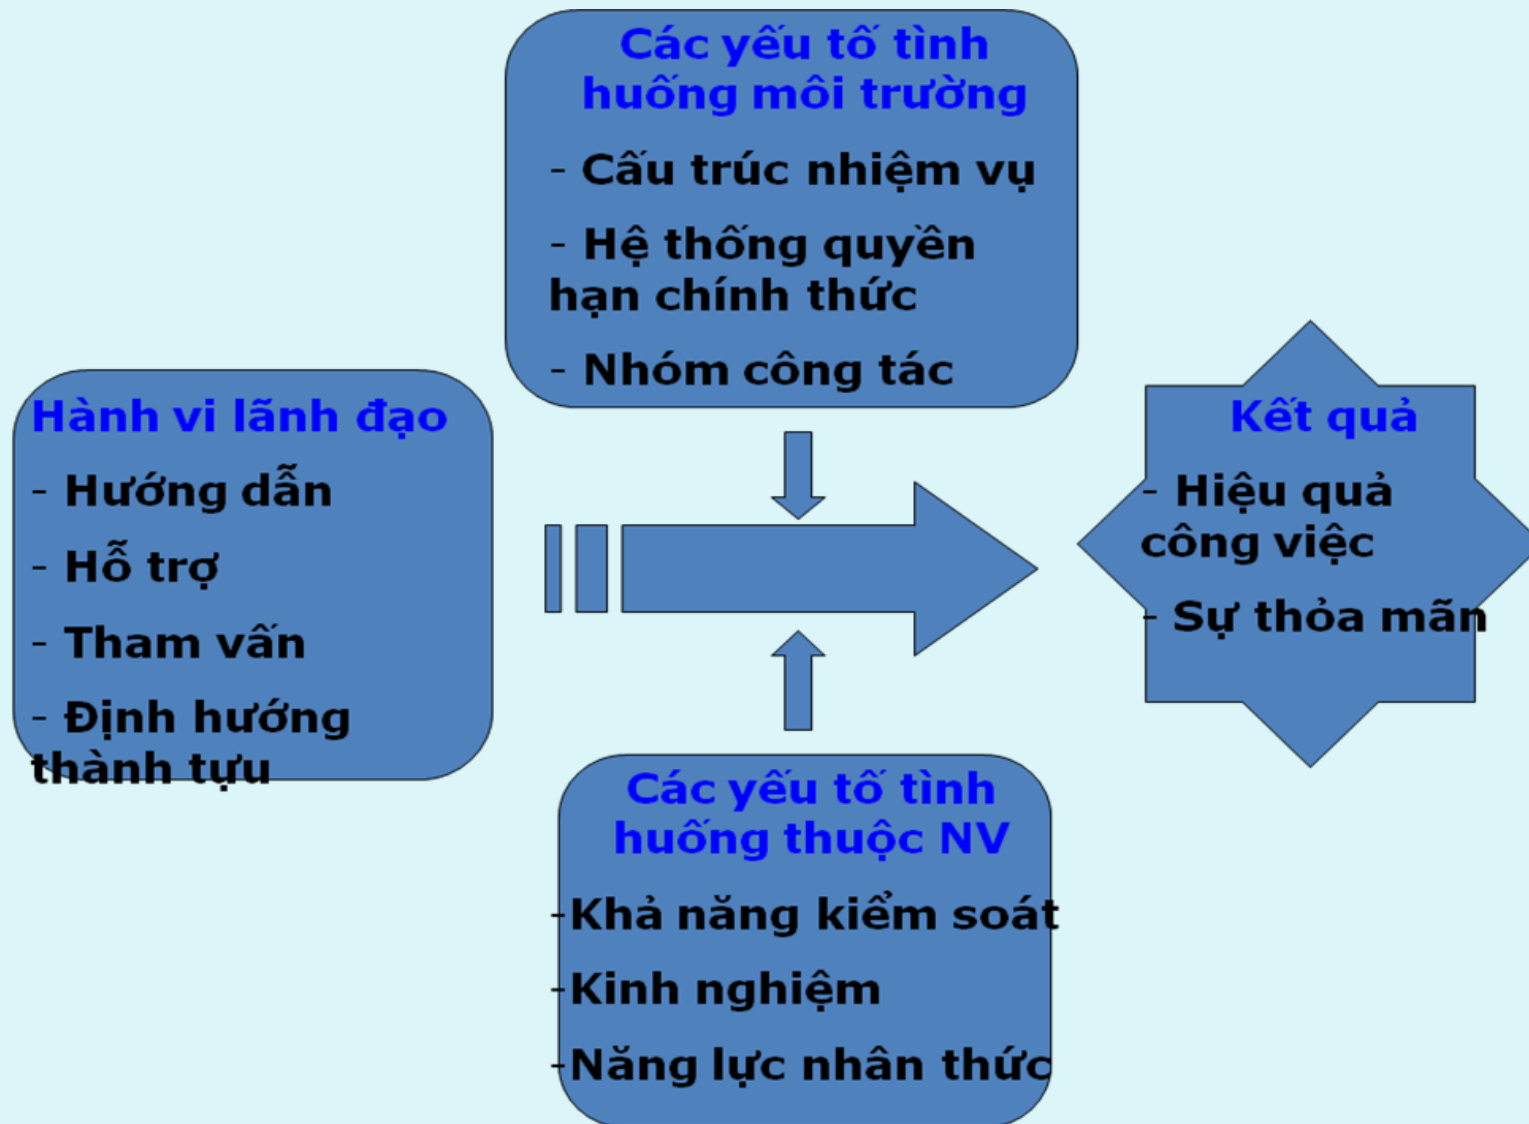 Các yếu tố tình
huống môi trường
- Cấu trúc nhiệm vụ
- Hệ thống quyền
hạn chính thức
- Nhóm công tác
Hành vi lãnh đạo
- Hướng dẫn
- Hỗ trợ
- Tham vấn
- Định hướng
thành tựu
Kết quả
- Hiệu quả
công việc
- Sự thỏa mãn
Các yếu tố tình
huống thuộc NV
-Khả năng kiểm soát
-Kinh nghiệm
-Năng lực nhân thức